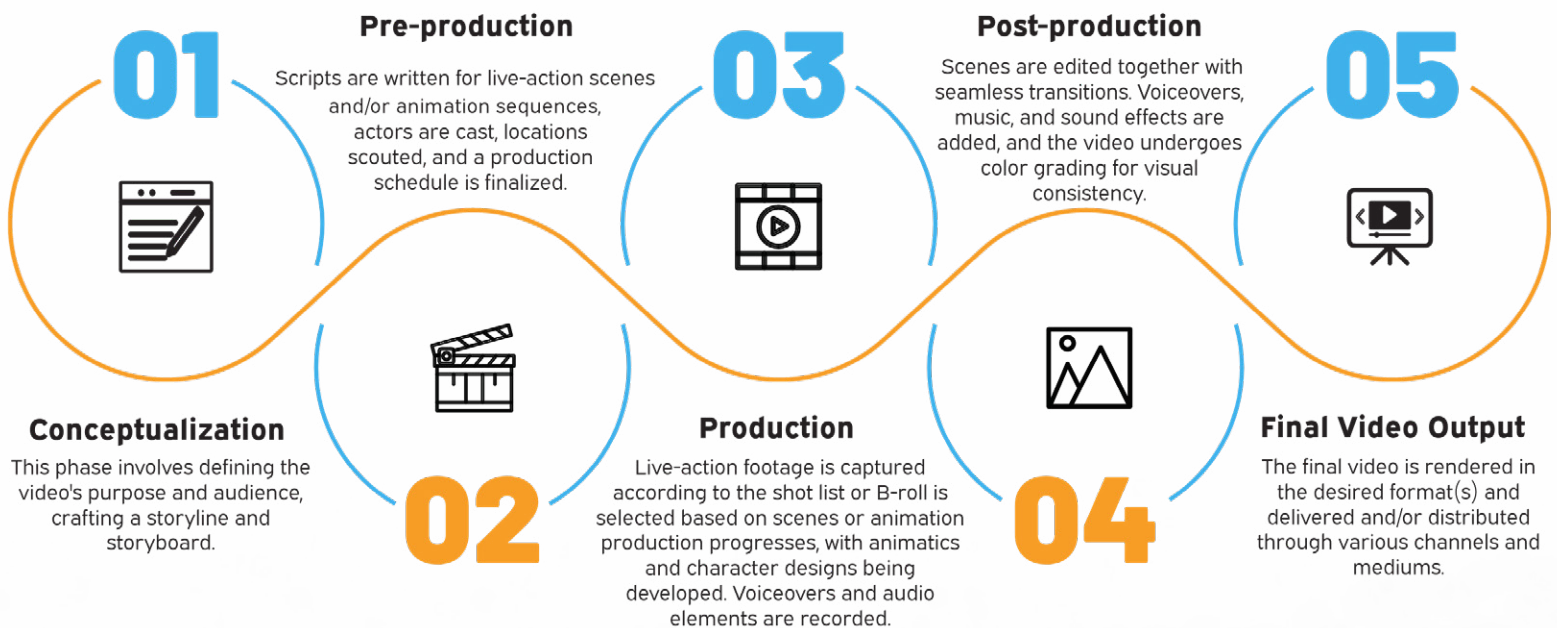 01
Conceptualization
This phase involves defining the
video's purpose and audience,
crafting a storyline and
storyboard.
Pre-production
Scripts are written for live-action scenes
and/or animation sequences,
actors are cast, locations
scouted, and a production
schedule is finalized.
02
03
Production
Live-action footage is captured
according to the shot list or B-roll is
selected based on scenes or animation
production progresses, with animatics
and character designs being
developed. Voiceovers and audio
elements are recorded.
Post-production
Scenes are edited together with
seamless transitions. Voiceovers,
music, and sound effects are
added, and the video undergoes
color grading for visual
consistency.
04
05
Final Video Output
The final video is rendered in
the desired format(s) and
delivered and/or distributed
through various channels and
mediums.